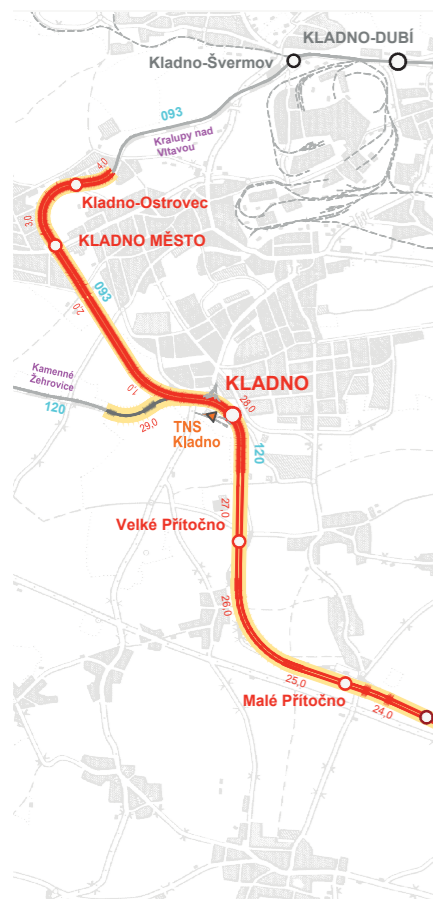 KLADNO-DUBÍ
Kladno-Švermov
093
Kralupy nad
Vltavou
4,0
Kladno-Ostrovec
3,0
KLADNO MĚSTO
093
2,0
Kamenné
Žehrovice
1,0
KLADNO
120
28,0
29,0
TNS
Kladno
120
27,0
Velké Přítočno
26,0
25,0
Malé Přítočno
24,0